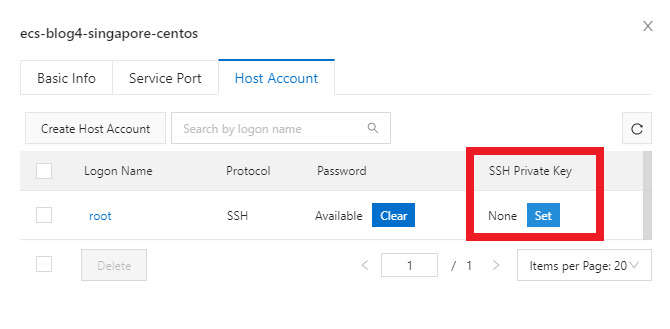 ecs-blog4-singapore-centos
Basic Info Service Port Host Account
Create Host Account Search by logon name
Logon Name Protocol Password SSH Private Key
root SSH Available Clear None Set
Delete 1 / 1 Items per Page: 20